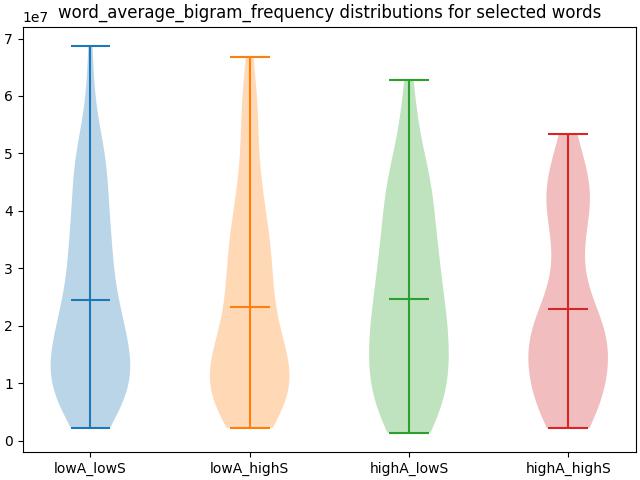 word_average_bigram_frequency distributions for selected words
1e7
7
6
5
4
3
2
1
0
lowA_lowS lowA_highS highA_lowS highA_highS